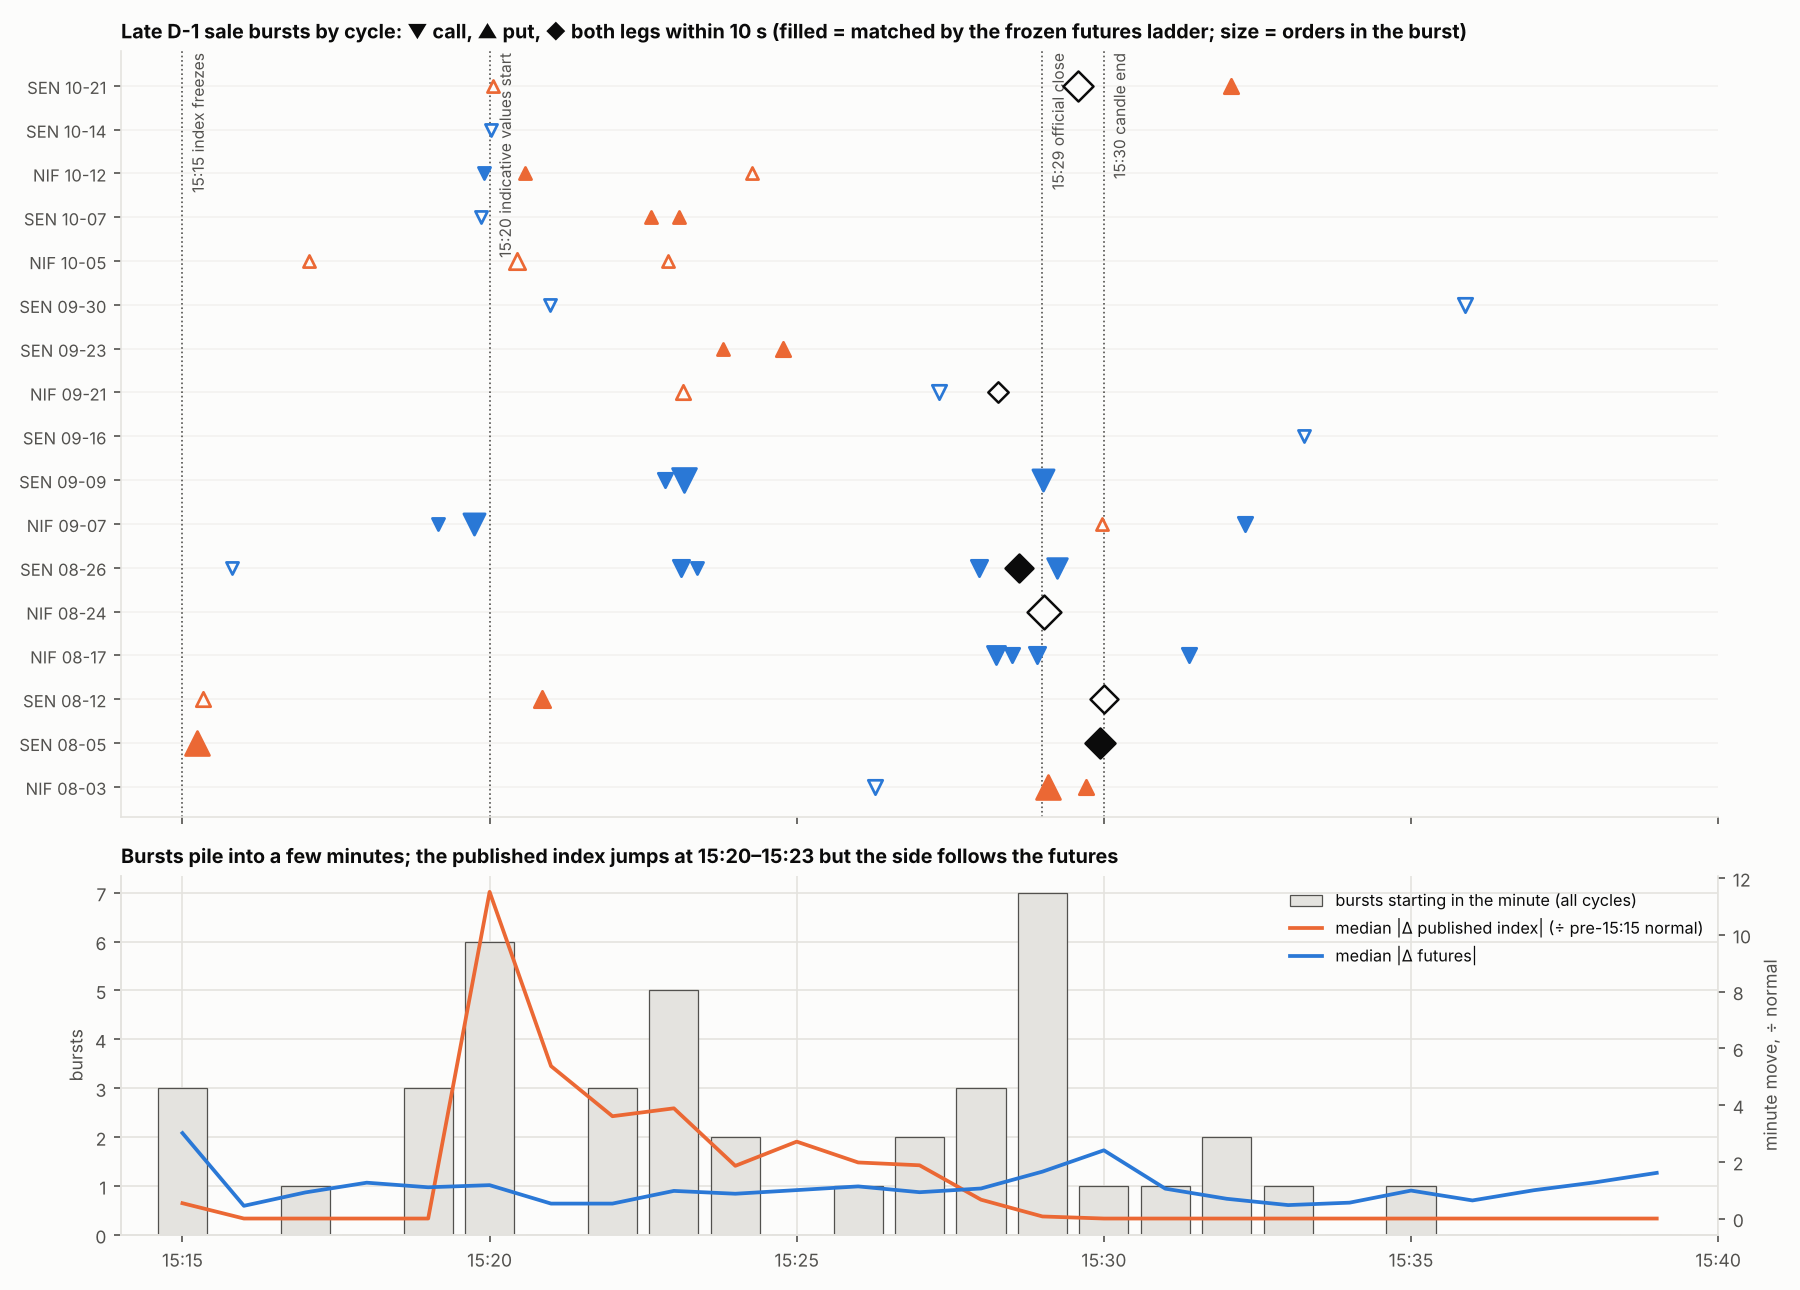 Late D-1 sale bursts by cycle: ▼ call, ▲ put, ◆ both legs within 10 s (filled = matched by the frozen futures ladder; size = orders in the burst)
15:15 index freezes
15:20 indicative values start
15:29 official close
15:30 candle end
SEN 10-21
SEN 10-14
NIF 10-12
SEN 10-07
NIF 10-05
SEN 09-30
SEN 09-23
NIF 09-21
SEN 09-16
SEN 09-09
NIF 09-07
SEN 08-26
NIF 08-24
NIF 08-17
SEN 08-12
SEN 08-05
NIF 08-03
Bursts pile into a few minutes; the published index jumps at 15:20–15:23 but the side follows the futures
bursts starting in the minute (all cycles)
median |Δ published index| (÷ pre-15:15 normal)
median |Δ futures|
bursts
7
6
5
4
3
2
1
0
12
10
8
6
4
2
0
minute move, ÷ normal
15:15
15:20
15:25
15:30
15:35
15:40